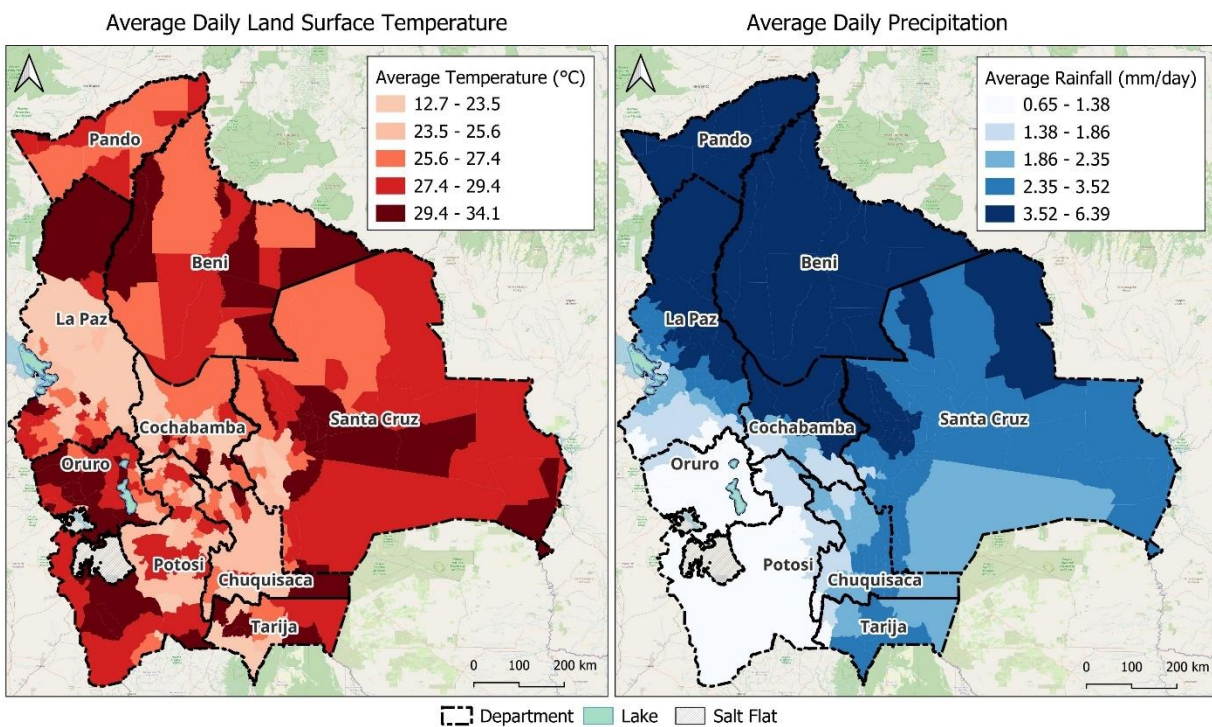 Average Daily Land Surface Temperature
Average Temperature (°C)
12.7 - 23.5
23.5 - 25.6
25.6 - 27.4
27.4 - 29.4
29.4 - 34.1
Pando
Beni
La Paz
Cochabamba
Santa Cruz
Oruro
Potosi
Chuquisaca
Tarija
0 100 200 km
Average Daily Precipitation
Average Rainfall (mm/day)
0.65 - 1.38
1.38 - 1.86
1.86 - 2.35
2.35 - 3.52
3.52 - 6.39
Pando
Beni
La Paz
Cochabamba
Santa Cruz
Oruro
Potosi
Chuquisaca
Tarija
0 100 200 km
Department Lake Salt Flat